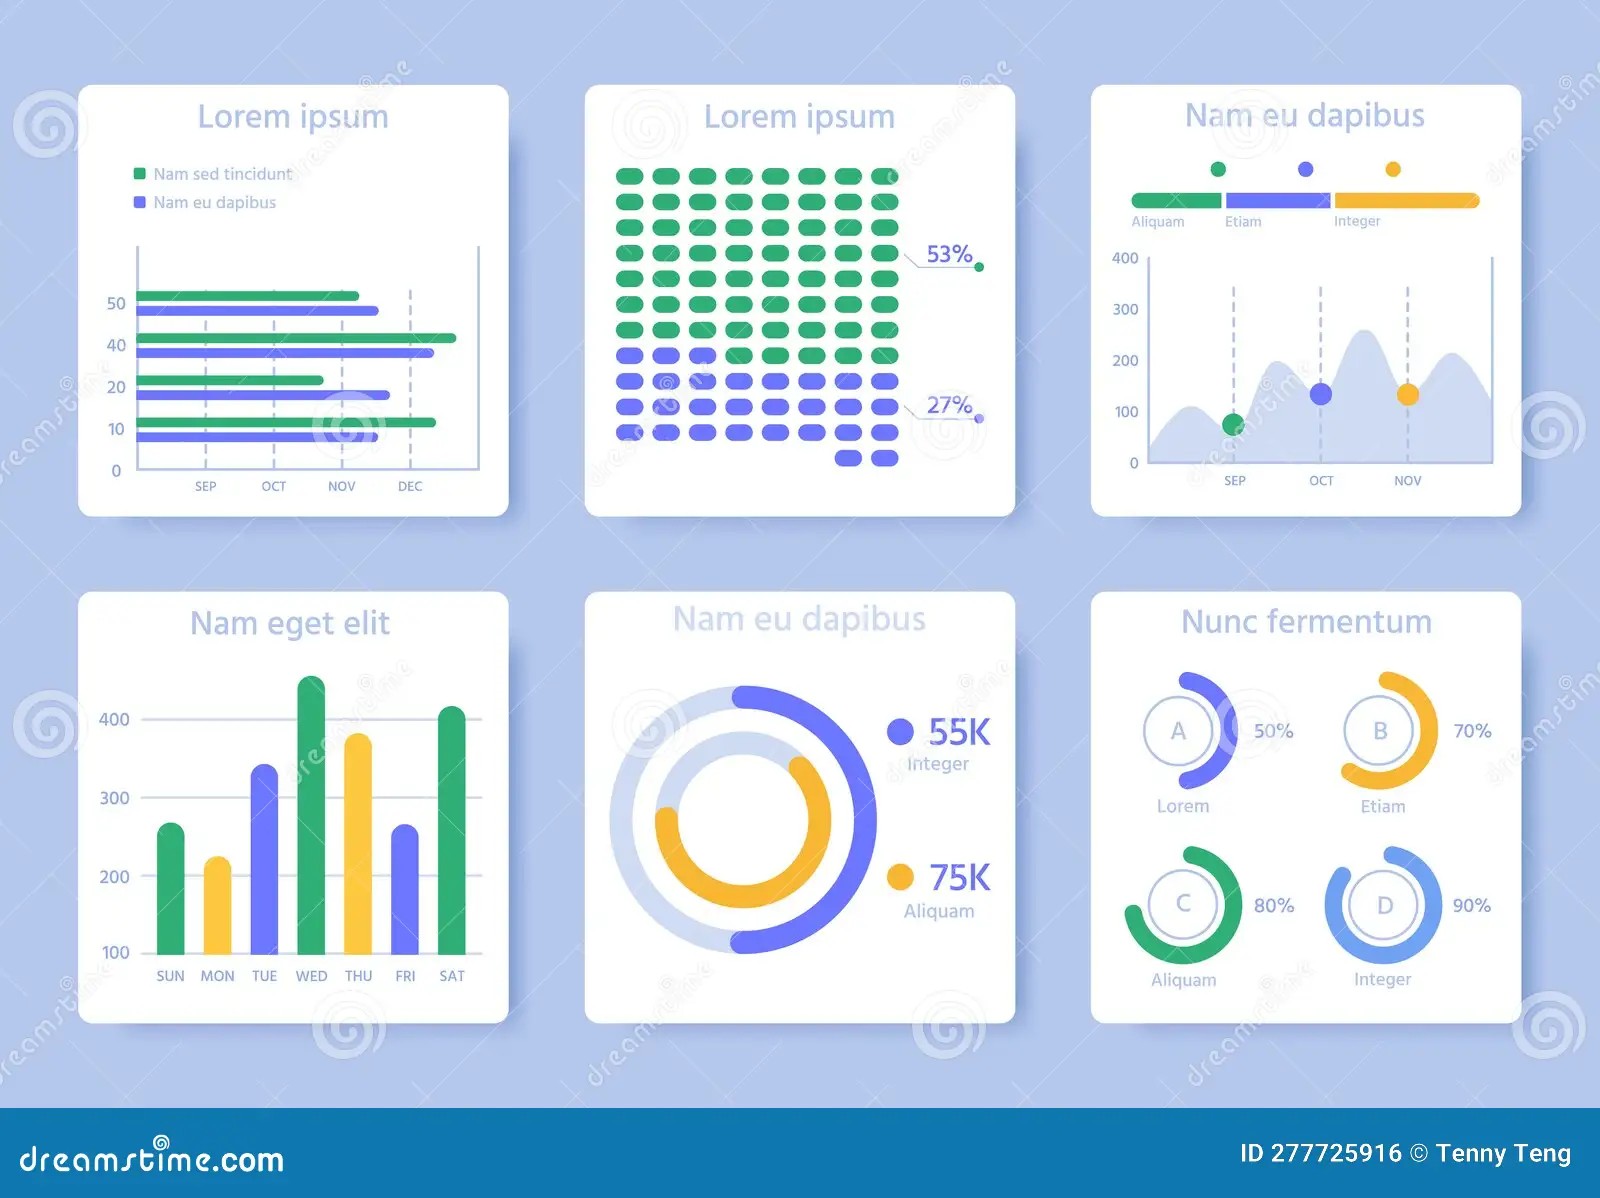 Lorem ipsum
Nam sed tincidunt
Nam eu dapibus
50
40
20
10
0
SEP OCT NOV DEC
Lorem ipsum
53%
27%
Nam eu dapibus
Aliquam Etiam Integer
400
300
200
100
0
SEP OCT NOV
Nam eget elit
400
300
200
100
SUN MON TUE WED THU FRI SAT
Nam eu dapibus
55K
Integer
75K
Aliquam
Nunc fermentum
A 50%
Lorem
B 70%
Etiam
C 80%
Aliquam
D 90%
Integer
dreamstime.com
ID 277725916 © Tenny Teng